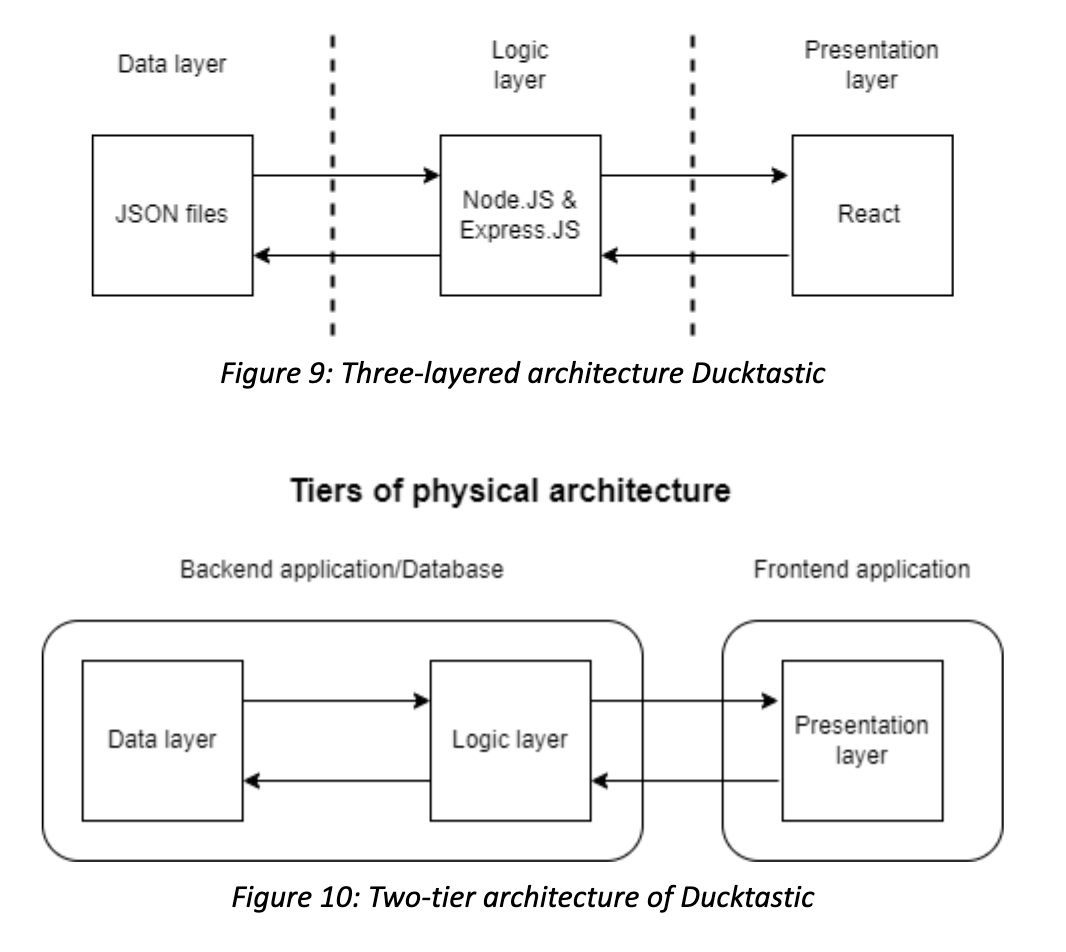 Data layer
Logic
layer
Presentation
layer
JSON files
Node.JS &
Express.JS
React
Figure 9: Three-layered architecture Ducktastic
Tiers of physical architecture
Backend application/Database
Frontend application
Data layer
Logic layer
Presentation
layer
Figure 10: Two-tier architecture of Ducktastic